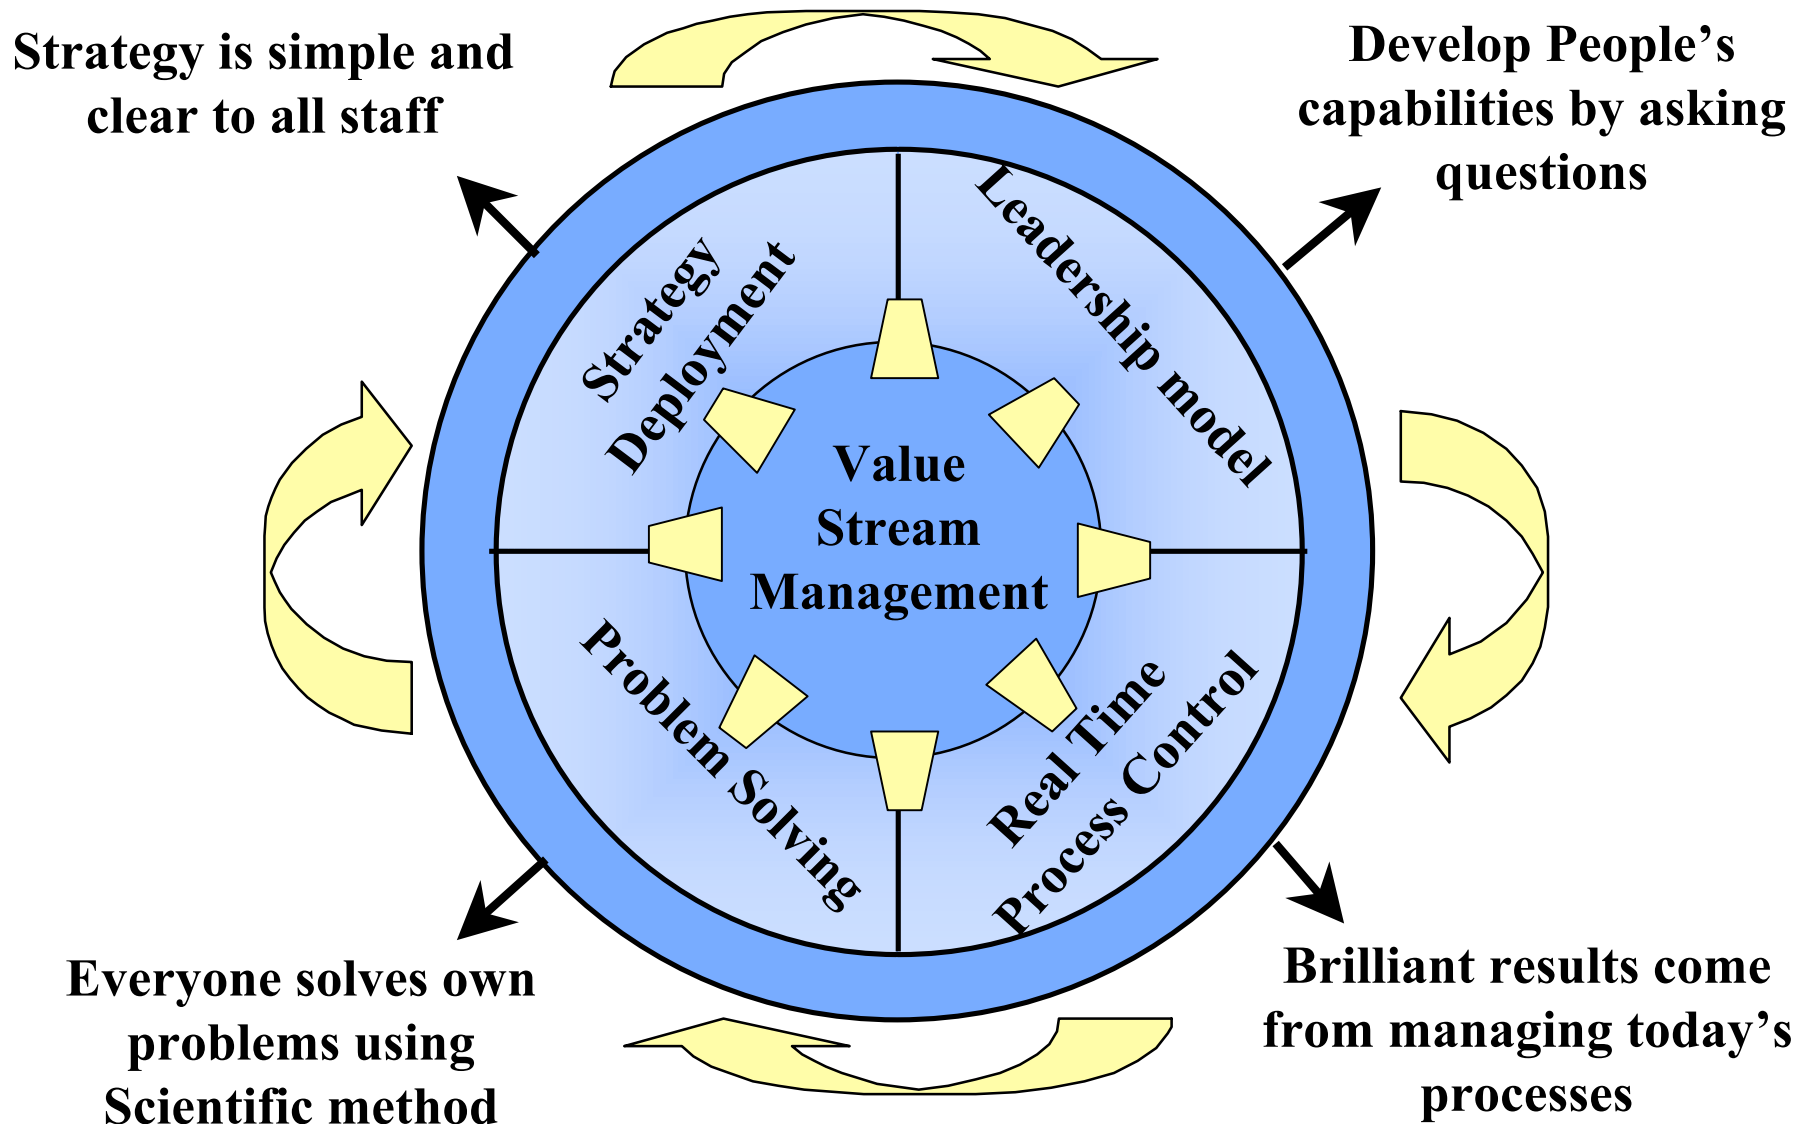 Strategy is simple and
clear to all staff
Develop People’s
capabilities by asking
questions
Strategy
Deployment
Leadership model
Value
Stream
Management
Problem Solving
Real Time
Process Control
Everyone solves own
problems using
Scientific method
Brilliant results come
from managing today’s
processes